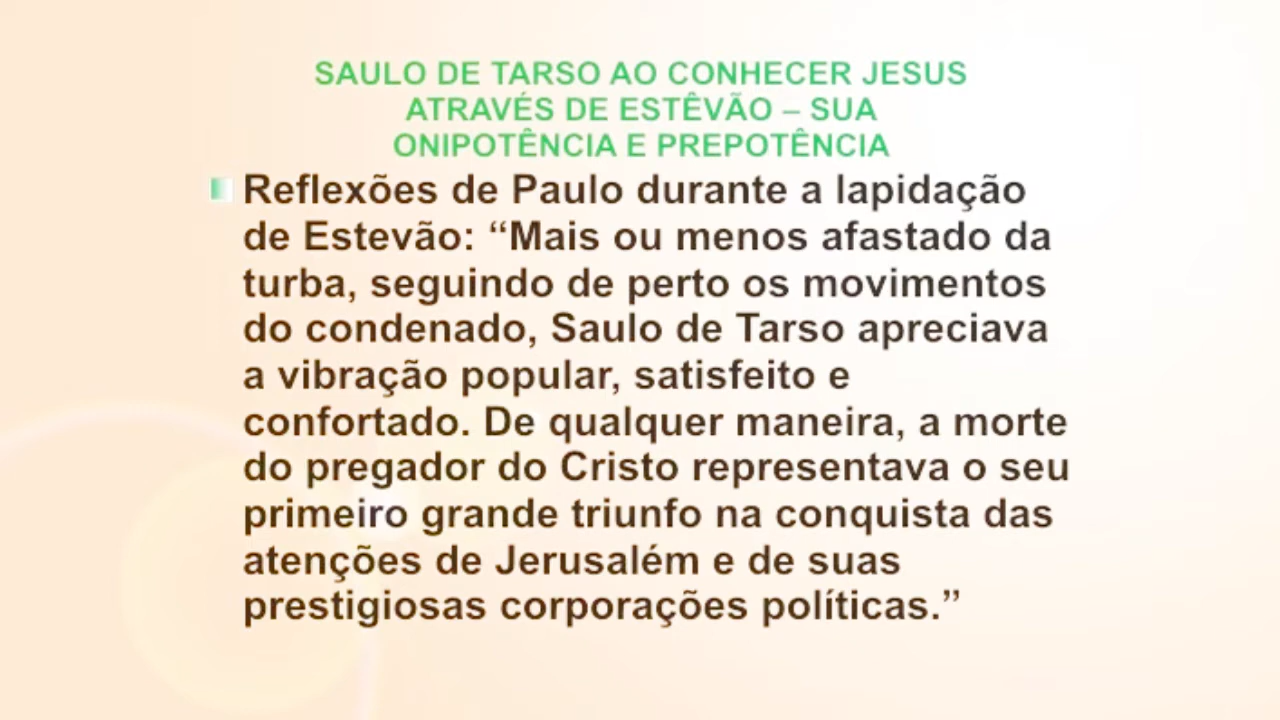 SAULO DE TARSO AO CONHECER JESUS
ATRAVÉS DE ESTÊVÃO – SUA
ONIPOTÊNCIA E PREPOTÊNCIA
Reflexões de Paulo durante a lapidação
de Estevão: “Mais ou menos afastado da
turba, seguindo de perto os movimentos
do condenado, Saulo de Tarso apreciava
a vibração popular, satisfeito e
confortado. De qualquer maneira, a morte
do pregador do Cristo representava o seu
primeiro grande triunfo na conquista das
atenções de Jerusalém e de suas
prestigiosas corporações políticas.”